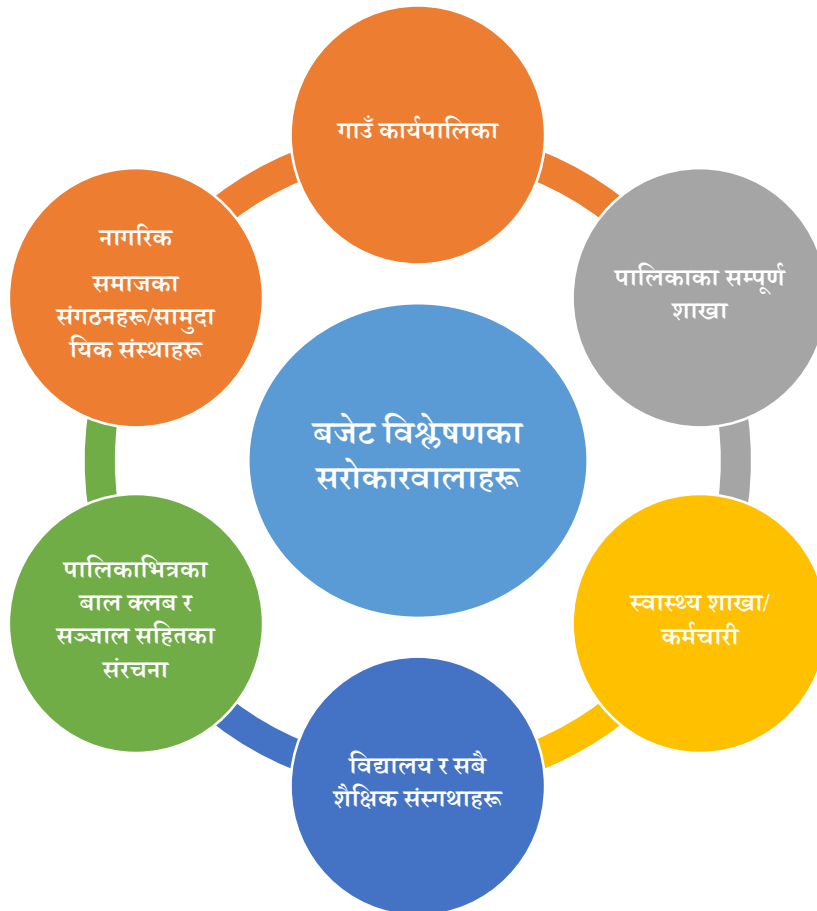 गाउँ कार्यपालिका
पालिकाका सम्पूर्ण
शाखा
स्वास्थ्य शाखा/
कर्मचारी
विद्यालय र सबै
शैक्षिक संस्गथाहरू
पालिकाभित्रका
बाल क्लब र
सञ्जाल सहितका
संरचना
नागरिक
समाजका
संगठनहरू/सामुदा
यिक संस्थाहरू
बजेट विश्लेषणका
सरोकारवालाहरू